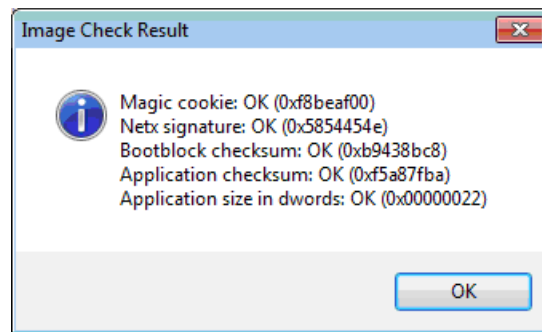 Image Check Result
Magic cookie: OK (0xf8beaf00)
Netx signature: OK (0x5854454e)
Bootblock checksum: OK (0xb9438bc8)
Application checksum: OK (0xf5a87fba)
Application size in dwords: OK (0x00000022)
OK